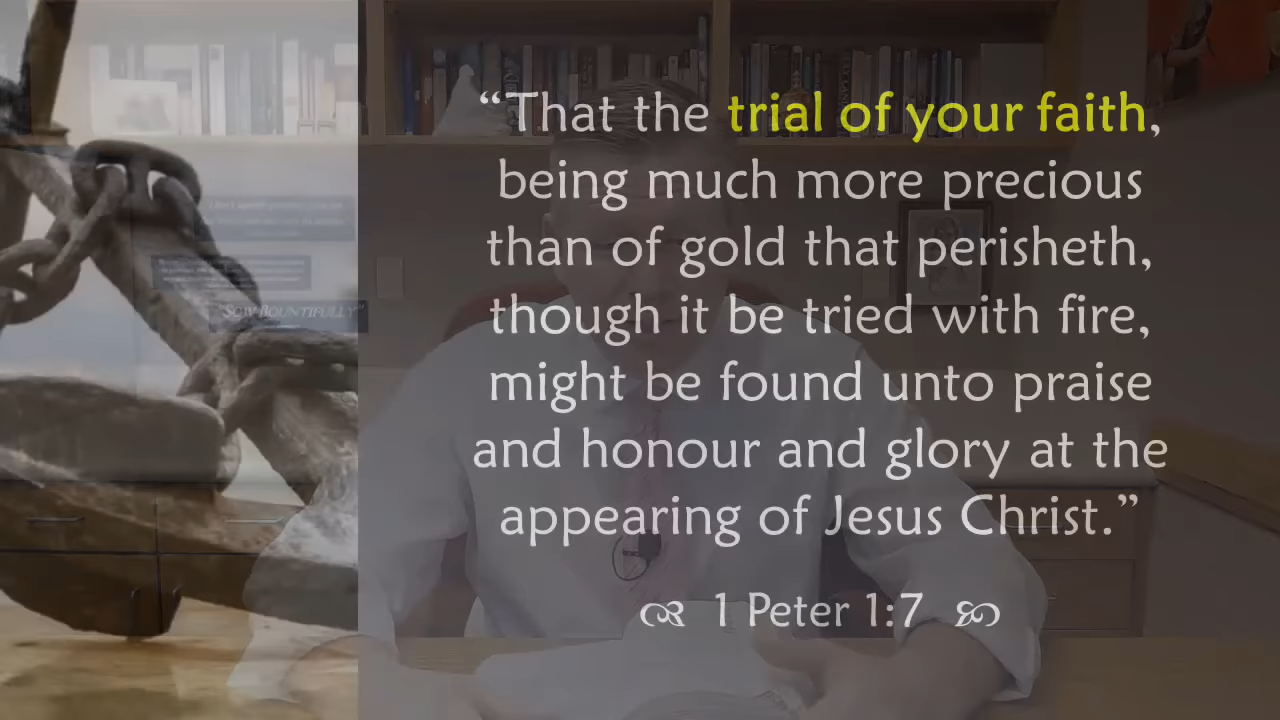 “That the trial of your faith,
being much more precious
than of gold that perisheth,
though it be tried with fire,
might be found unto praise
and honour and glory at the
appearing of Jesus Christ.”
1 Peter 1:7
"SOW BOUNTIFULLY"